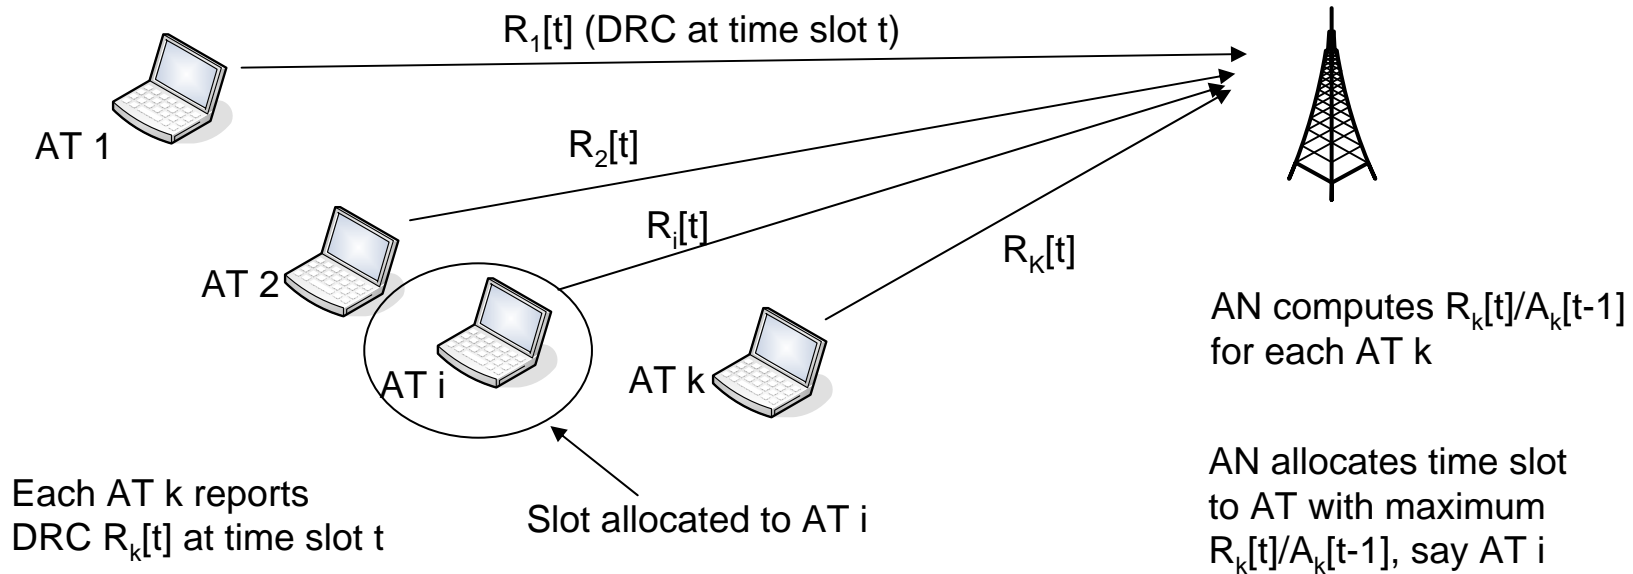 R₁[t] (DRC at time slot t)
AT 1
R₂[t]
AT 2
Rᵢ[t]
R_K[t]
AT i
AT k
AN computes Rₖ[t]/Aₖ[t-1]
for each AT k
Each AT k reports
DRC Rₖ[t] at time slot t
Slot allocated to AT i
AN allocates time slot
to AT with maximum
Rₖ[t]/Aₖ[t-1], say AT i